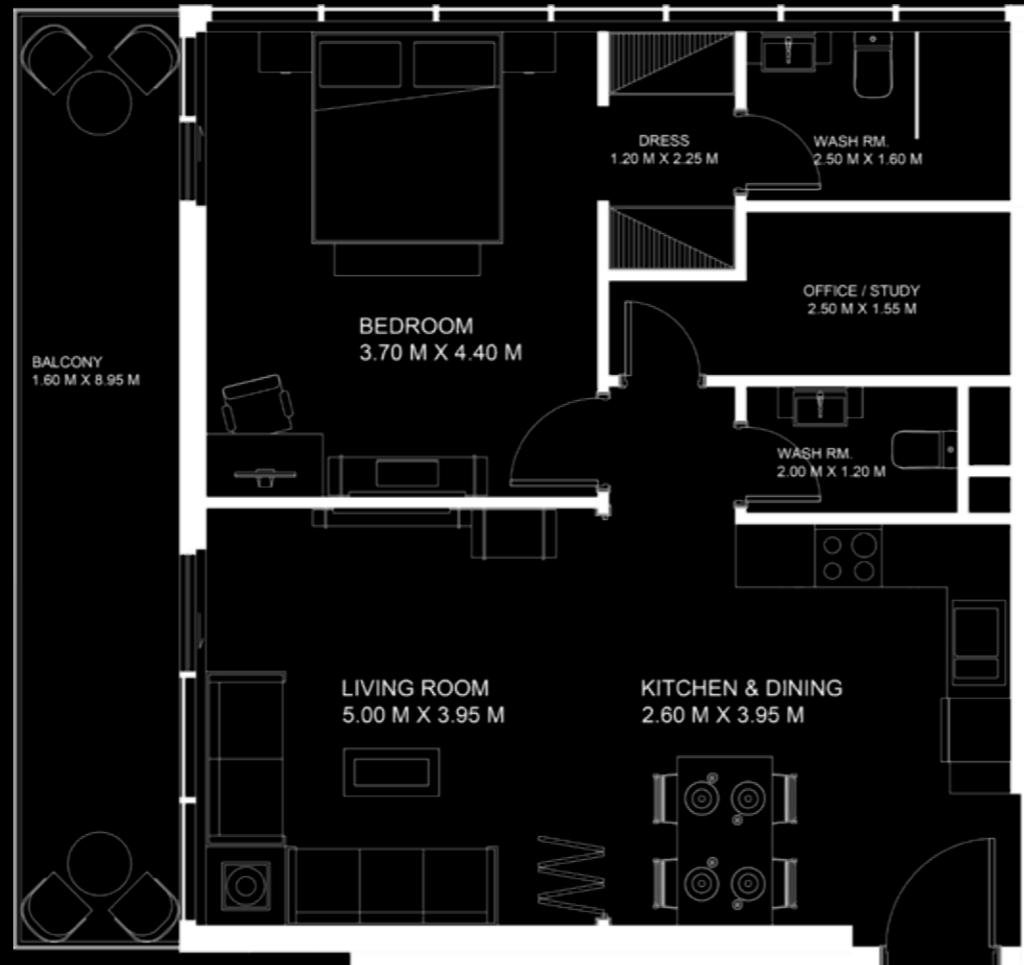 DRESS
1.20 M X 2.25 M
WASH RM.
2.50 M X 1.60 M
OFFICE / STUDY
2.50 M X 1.55 M
BEDROOM
3.70 M X 4.40 M
BALCONY
1.60 M X 8.95 M
WASH RM.
2.00 M X 1.20 M
LIVING ROOM
5.00 M X 3.95 M
KITCHEN & DINING
2.60 M X 3.95 M